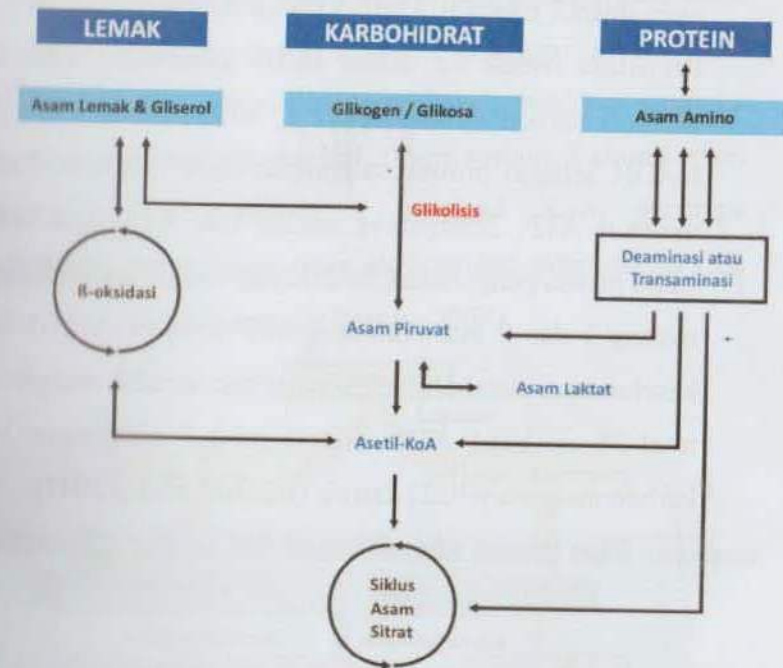 LEMAK
KARBOHIDRAT
PROTEIN
Asam Lemak & Gliserol
Glikogen / Glikosa
Asam Amino
Glikolisis
ß-oksidasi
Deaminasi atau
Transaminasi
Asam Piruvat
Asam Laktat
Asetil-KoA
Siklus
Asam
Sitrat